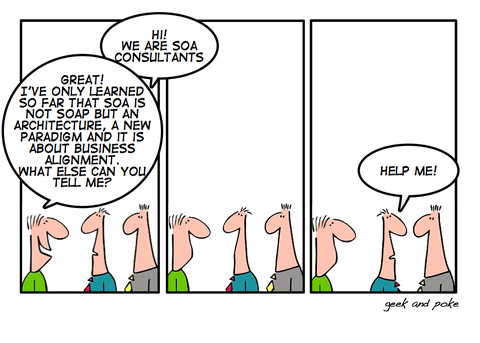 HI!
WE ARE SOA
CONSULTANTS
GREAT!
I'VE ONLY LEARNED
SO FAR THAT SOA IS
NOT SOAP BUT AN
ARCHITECTURE, A NEW
PARADIGM AND IT IS
ABOUT BUSINESS
ALIGNMENT.
WHAT ELSE CAN YOU
TELL ME?
HELP ME!
geek and poke